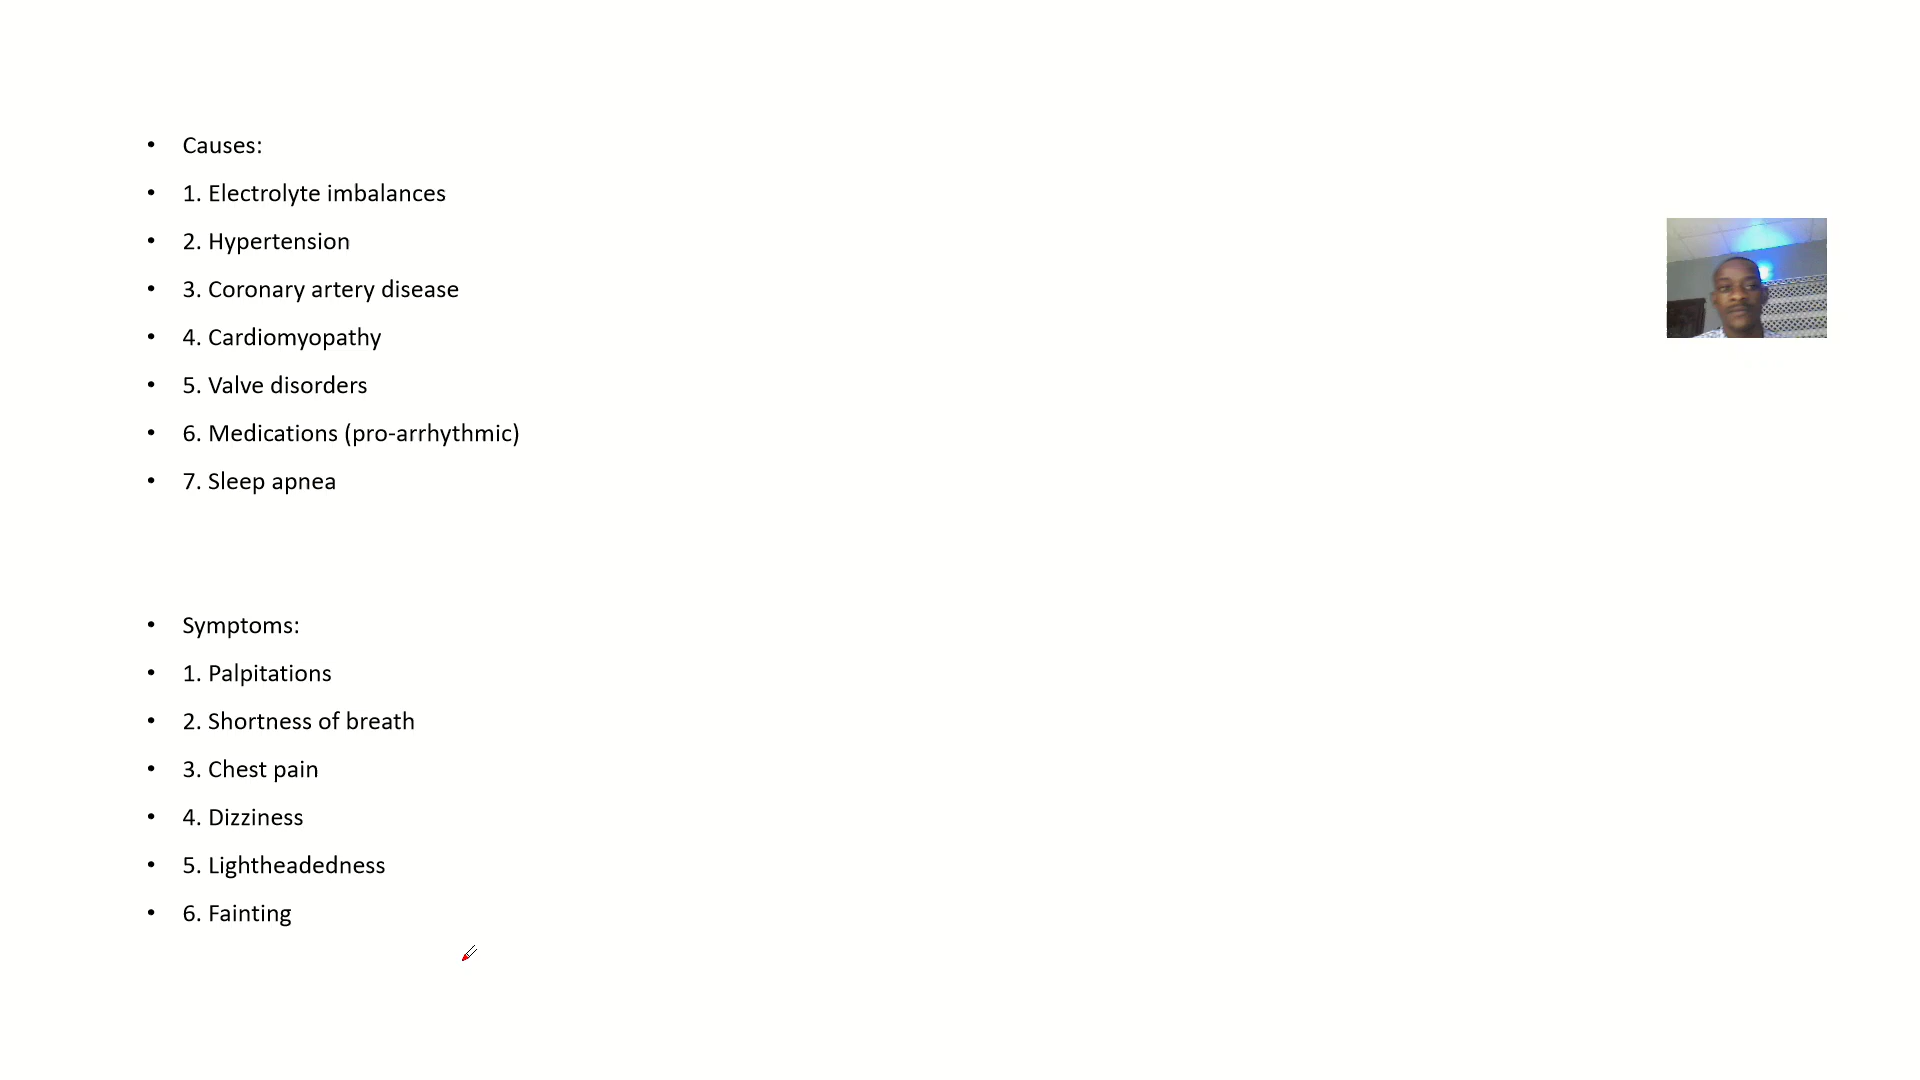 • Causes:
• 1. Electrolyte imbalances
• 2. Hypertension
• 3. Coronary artery disease
• 4. Cardiomyopathy
• 5. Valve disorders
• 6. Medications (pro-arrhythmic)
• 7. Sleep apnea
• Symptoms:
• 1. Palpitations
• 2. Shortness of breath
• 3. Chest pain
• 4. Dizziness
• 5. Lightheadedness
• 6. Fainting